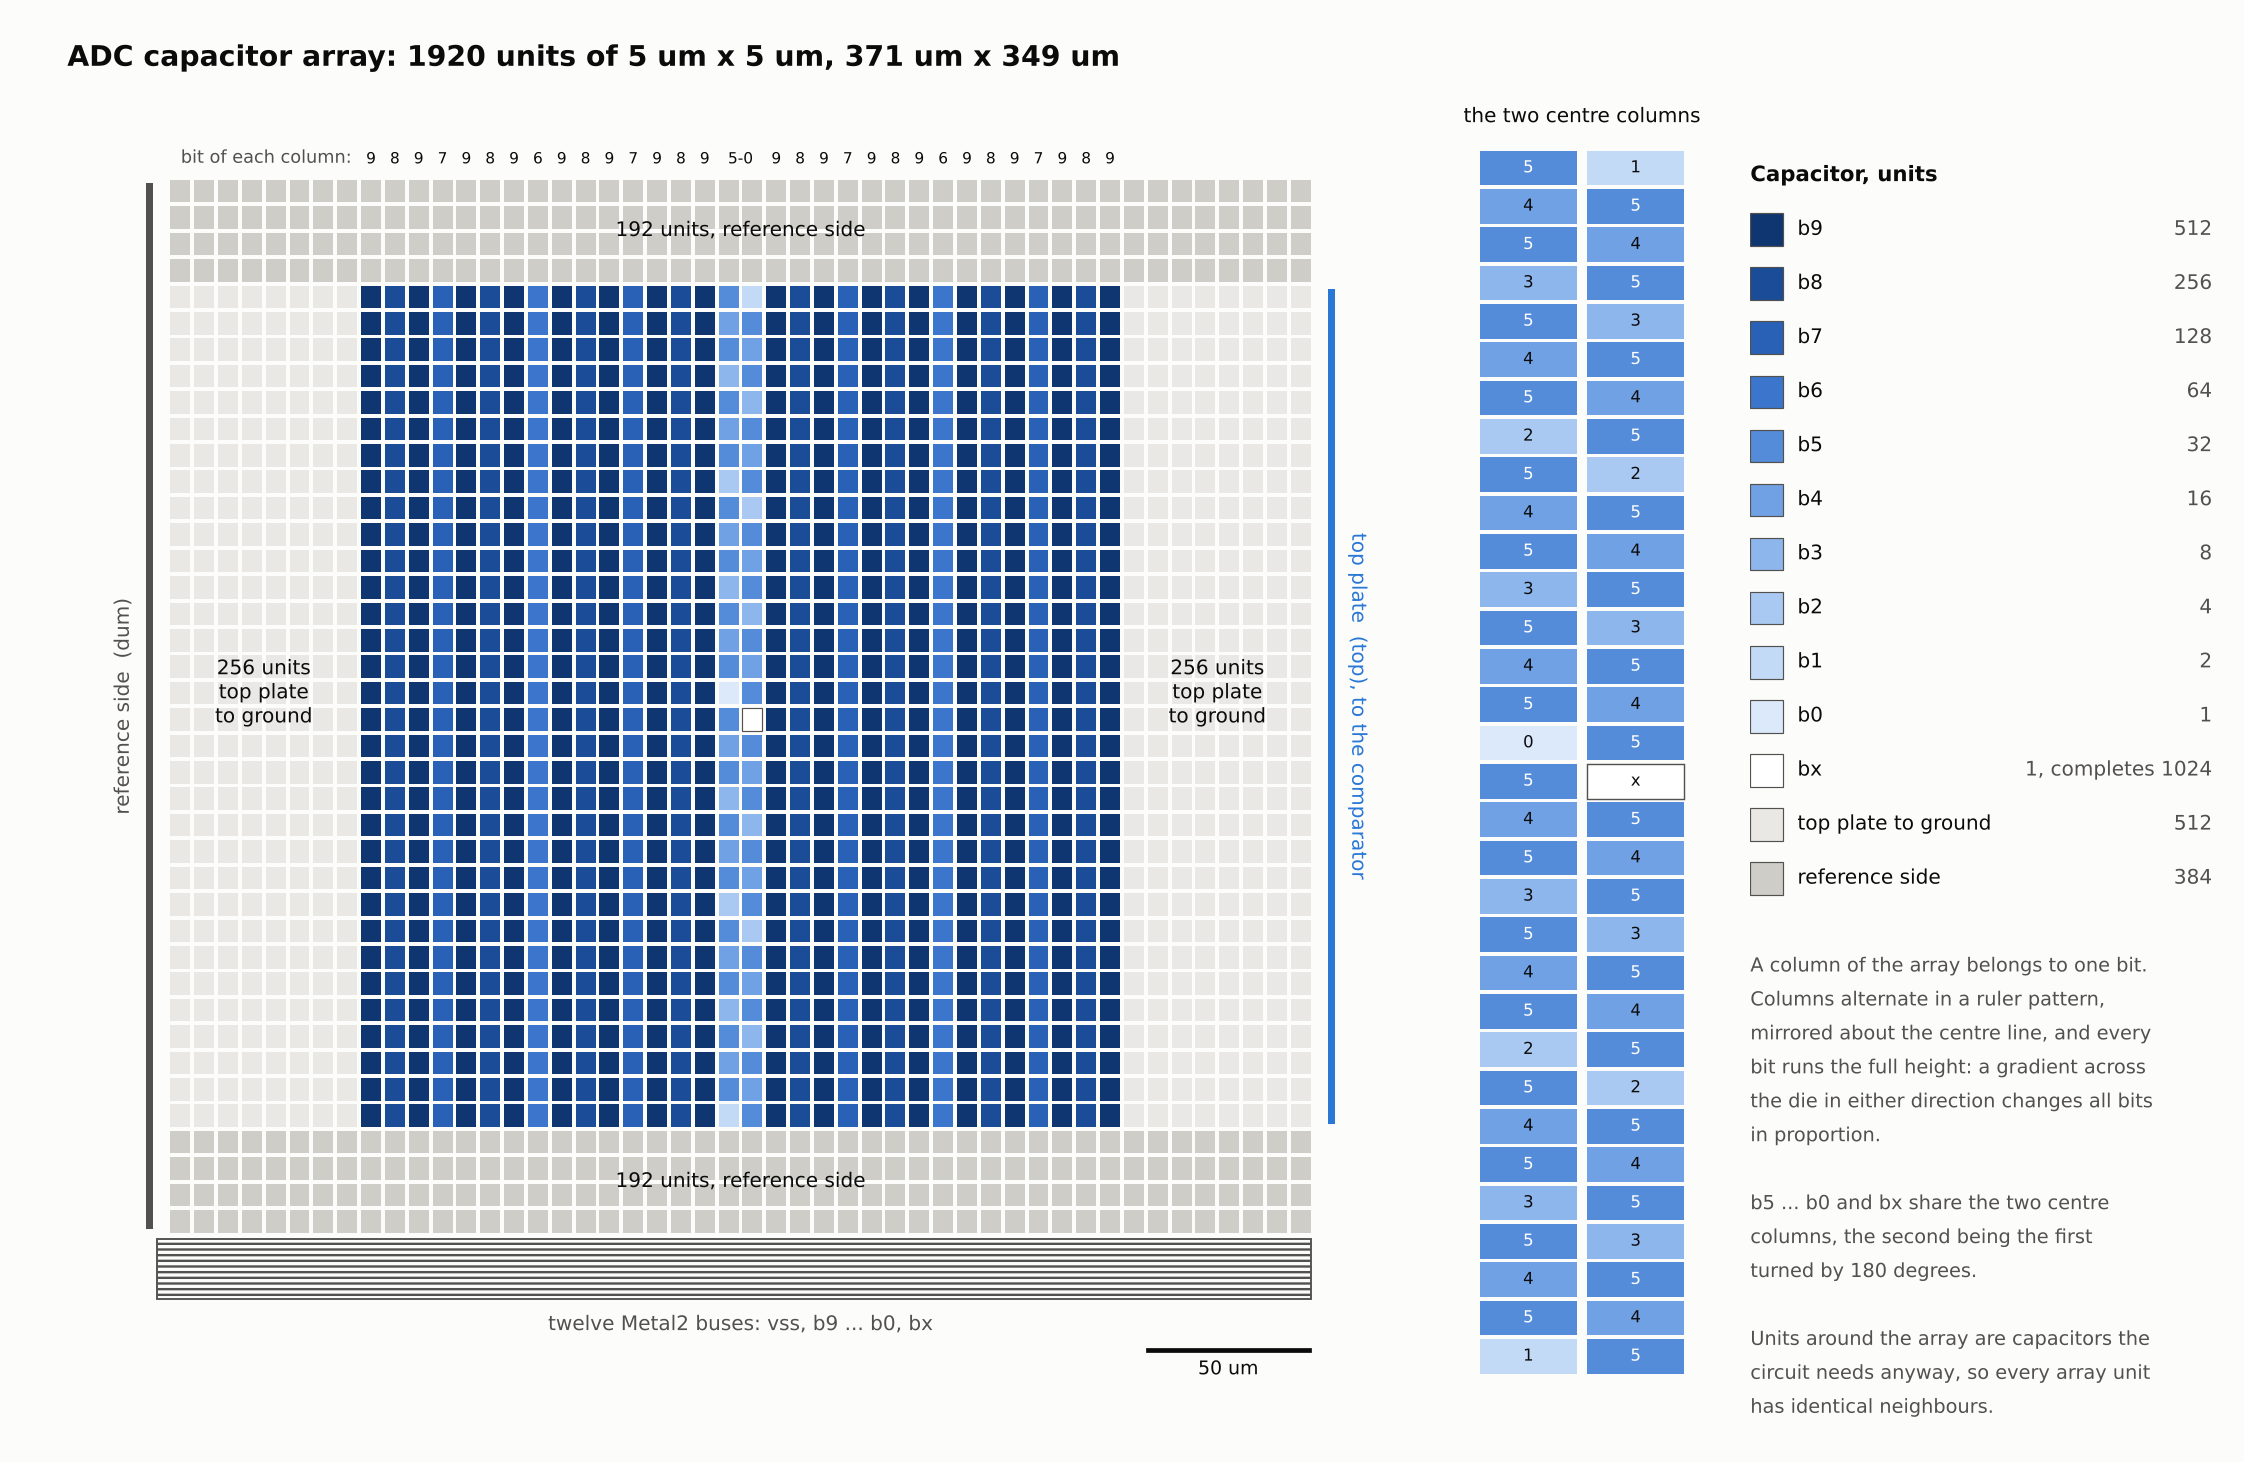 ADC capacitor array: 1920 units of 5 um x 5 um, 371 um x 349 um
bit of each column: 9 8 9 7 9 8 9 6 9 8 9 7 9 8 9 5-0 9 8 9 7 9 8 9 6 9 8 9 7 9 8 9
192 units, reference side
reference side (dum)
256 units
top plate
to ground
256 units
top plate
to ground
top plate (top), to the comparator
192 units, reference side
twelve Metal2 buses: vss, b9 ... b0, bx
50 um
the two centre columns
5 1
4 5
5 4
3 5
5 3
4 5
5 4
2 5
5 2
4 5
5 4
3 5
5 3
4 5
5 4
0 5
5 x
4 5
5 4
3 5
5 3
4 5
5 4
2 5
5 2
4 5
5 4
3 5
5 3
4 5
5 4
1 5
Capacitor, units
b9 512
b8 256
b7 128
b6 64
b5 32
b4 16
b3 8
b2 4
b1 2
b0 1
bx 1, completes 1024
top plate to ground 512
reference side 384
A column of the array belongs to one bit.
Columns alternate in a ruler pattern,
mirrored about the centre line, and every
bit runs the full height: a gradient across
the die in either direction changes all bits
in proportion.
b5 ... b0 and bx share the two centre
columns, the second being the first
turned by 180 degrees.
Units around the array are capacitors the
circuit needs anyway, so every array unit
has identical neighbours.